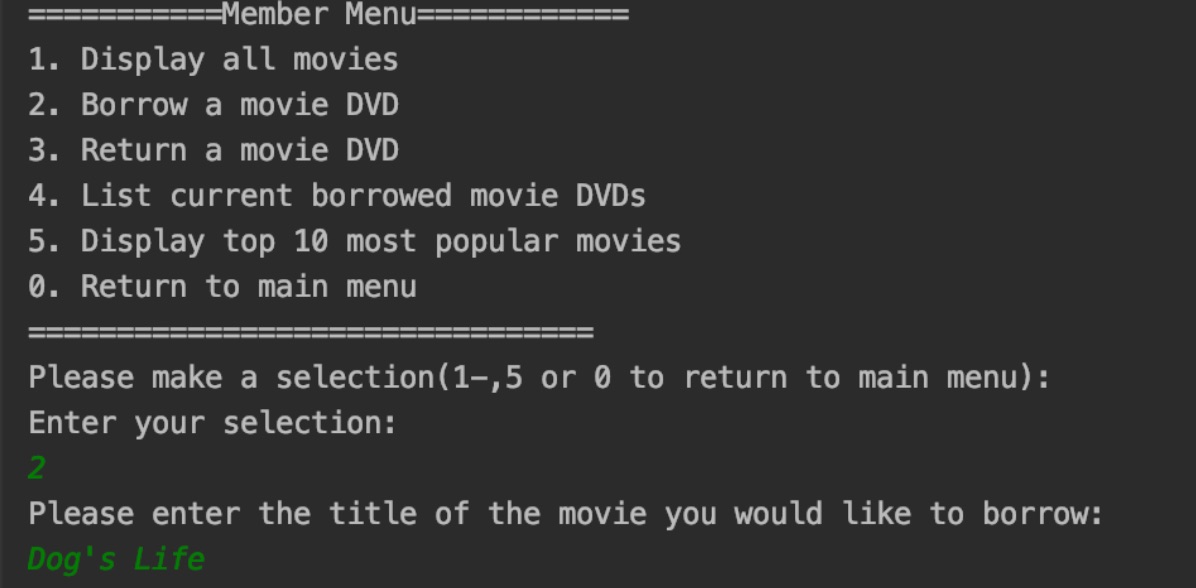 ===========Member Menu============
1. Display all movies
2. Borrow a movie DVD
3. Return a movie DVD
4. List current borrowed movie DVDs
5. Display top 10 most popular movies
0. Return to main menu
================================
Please make a selection(1-,5 or 0 to return to main menu):
Enter your selection:
2
Please enter the title of the movie you would like to borrow:
Dog's Life